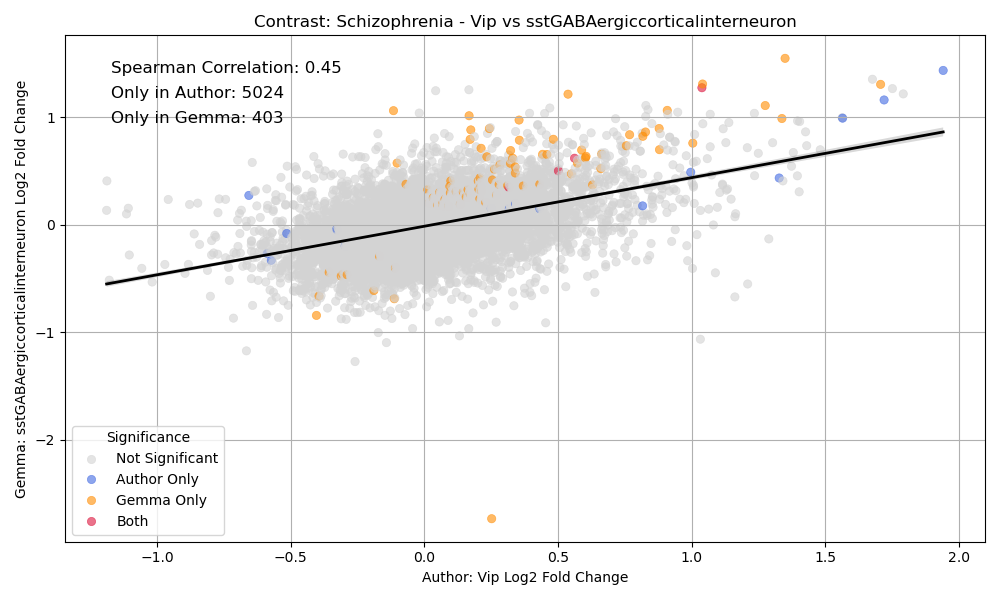 Contrast: Schizophrenia - Vip vs sstGABAergiccorticalinterneuron
Spearman Correlation: 0.45
Only in Author: 5024
Only in Gemma: 403
Gemma: sstGABAergiccorticalinterneuron Log2 Fold Change
1
0
−1
−2
Significance
Not Significant
Author Only
Gemma Only
Both
−1.0 −0.5 0.0 0.5 1.0 1.5 2.0
Author: Vip Log2 Fold Change